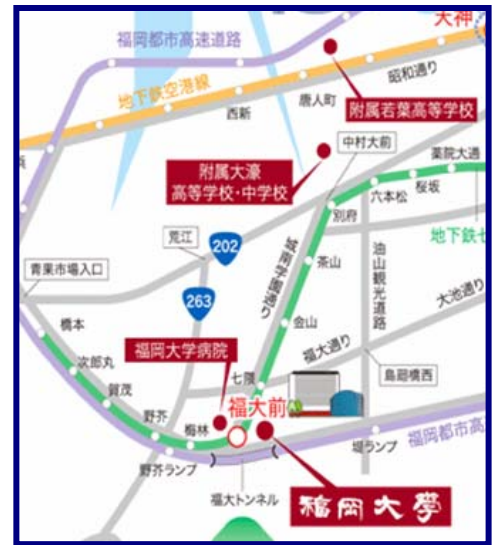 天神
福岡都市高速道路
昭和通り
地下鉄空港線
唐人町
西新
附属若葉高等学校
中村大前
薬院大通
附属大濠
高等学校・中学校
桜坂
六本松
別府
地下鉄七
荒江
202
城南学園通り
油山観光道路
茶山
青果市場入口
263
大池通り
橋本
金山
福大通り
福岡大学病院
次郎丸
七隈
島廻橋西
賀茂
福大前
野芥
梅林
福岡都市高
堤ランプ
野芥ランプ
福大トンネル
福岡大學